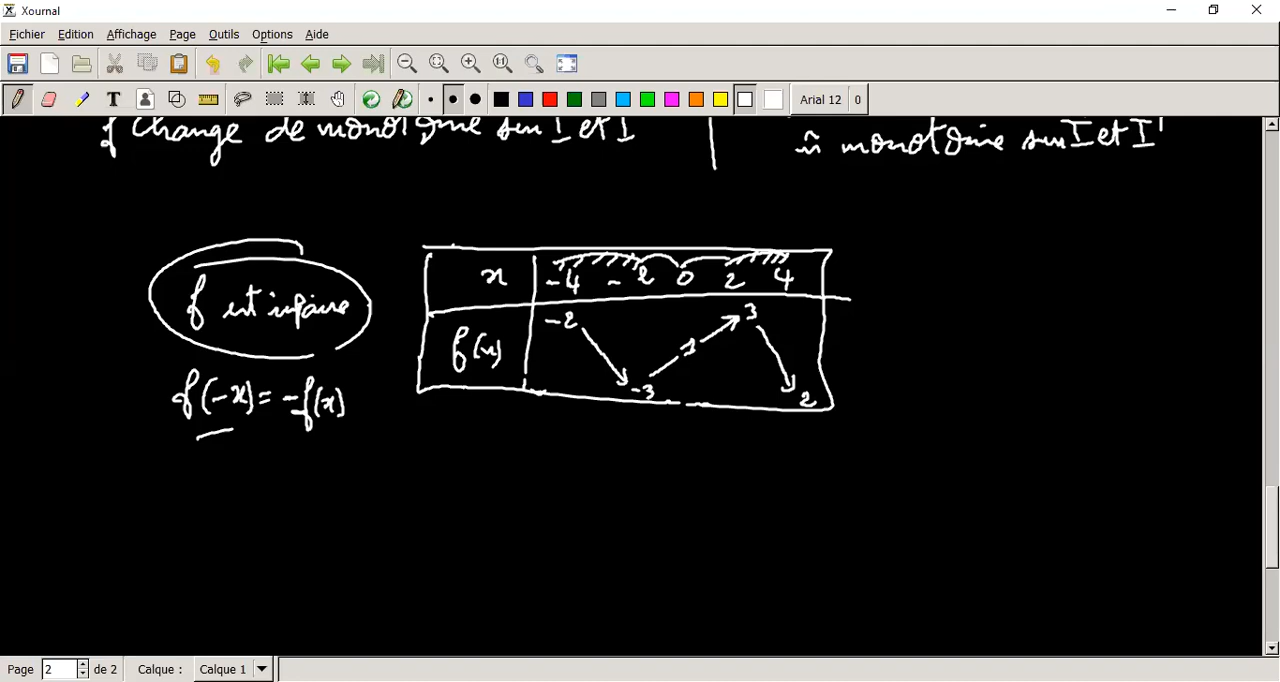 Xournal
Fichier Edition Affichage Page Outils Options Aide
Arial 12 0
f change de monotonie sur I et I
m̂ monotonie sur I et I'
f est impaire
f(-x) = -f(x)
x -4 -2 0 2 4
f(x) -2 -3 1 3 2
Page 2 de 2 Calque : Calque 1